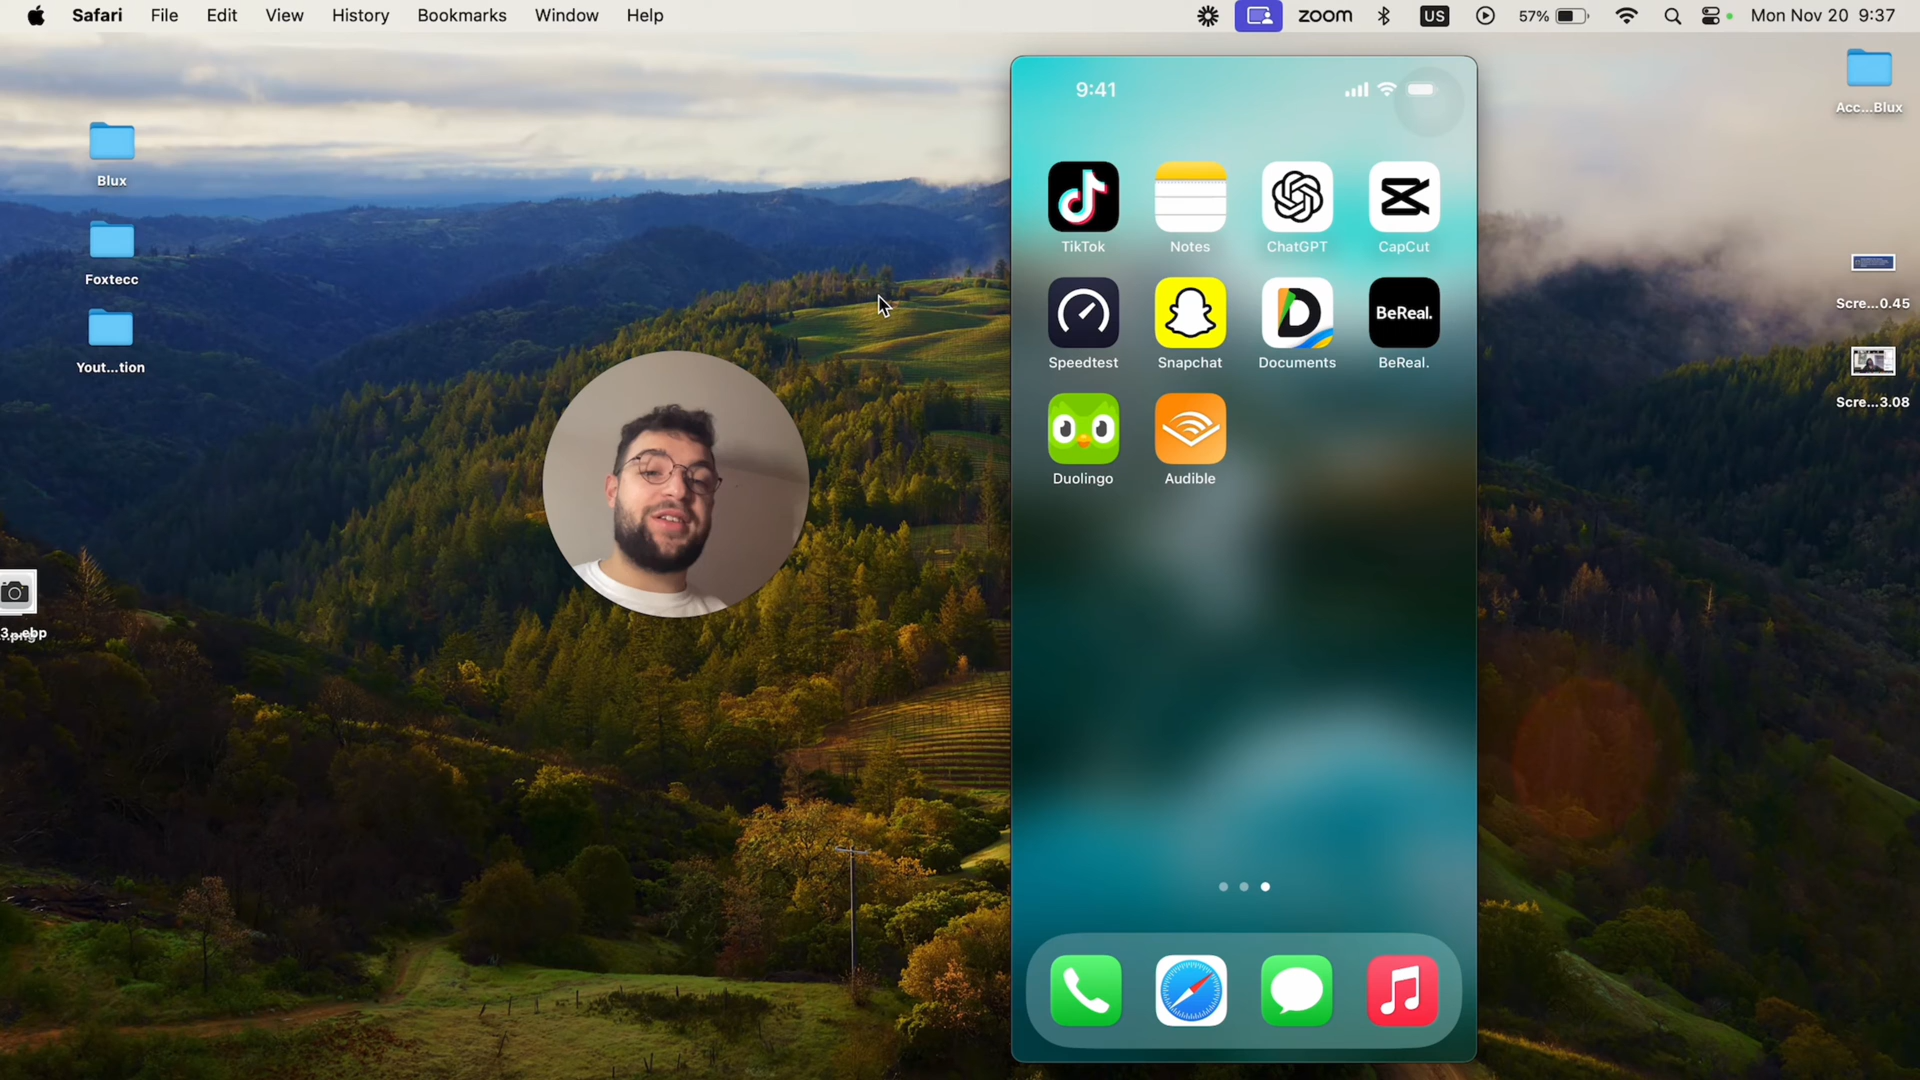 Safari File Edit View History Bookmarks Window Help zoom US 57% Mon Nov 20 9:37
Acc...Blux
Blux
Foxtecc
Yout...tion
Scre...0.45
Scre...3.08
9:41
TikTok Notes ChatGPT CapCut
BeReal.
Speedtest Snapchat Documents BeReal.
Duolingo Audible